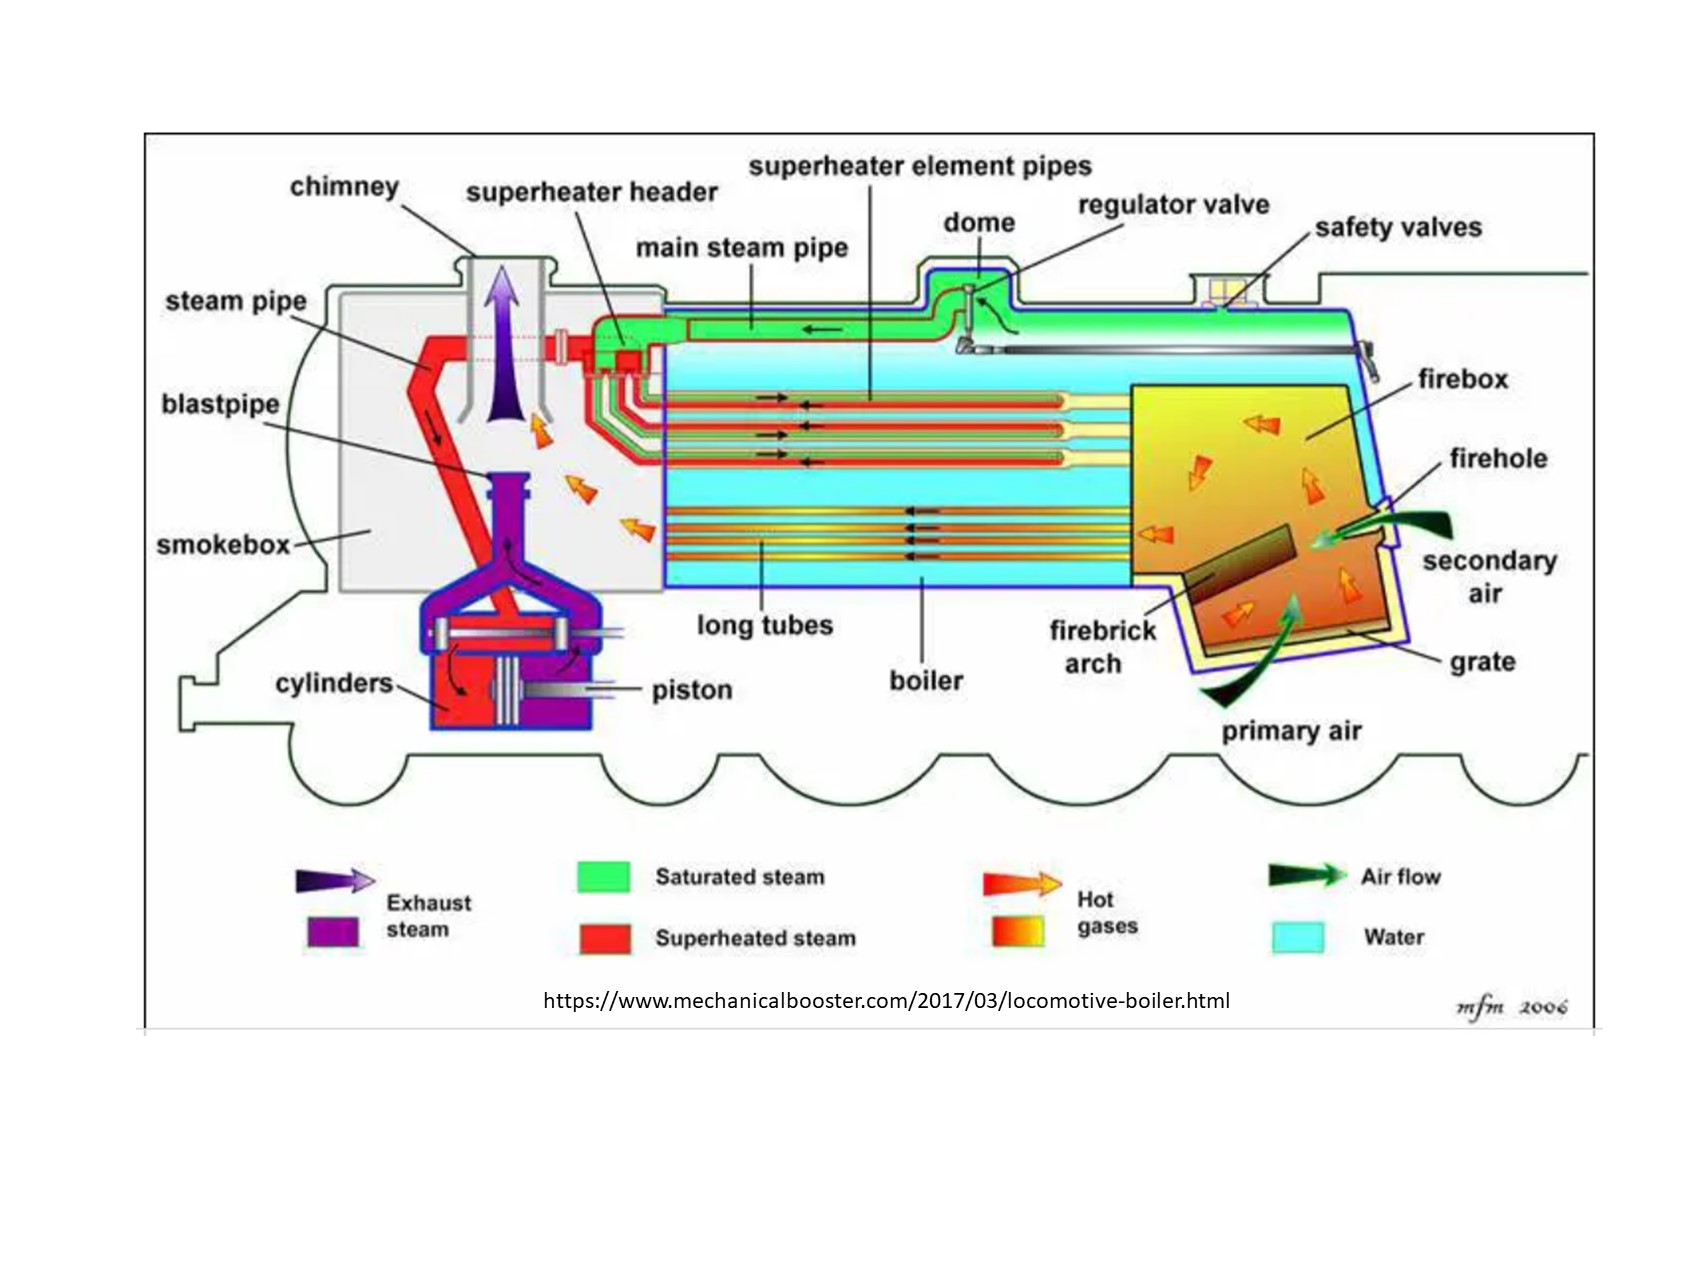 superheater element pipes
chimney
superheater header
regulator valve
dome
safety valves
main steam pipe
steam pipe
firebox
blastpipe
firehole
smokebox
secondary
air
long tubes
firebrick
arch
grate
boiler
cylinders
piston
primary air
Exhaust
steam
Saturated steam
Superheated steam
Hot
gases
Air flow
Water
https://www.mechanicalbooster.com/2017/03/locomotive-boiler.html
mfm 2006